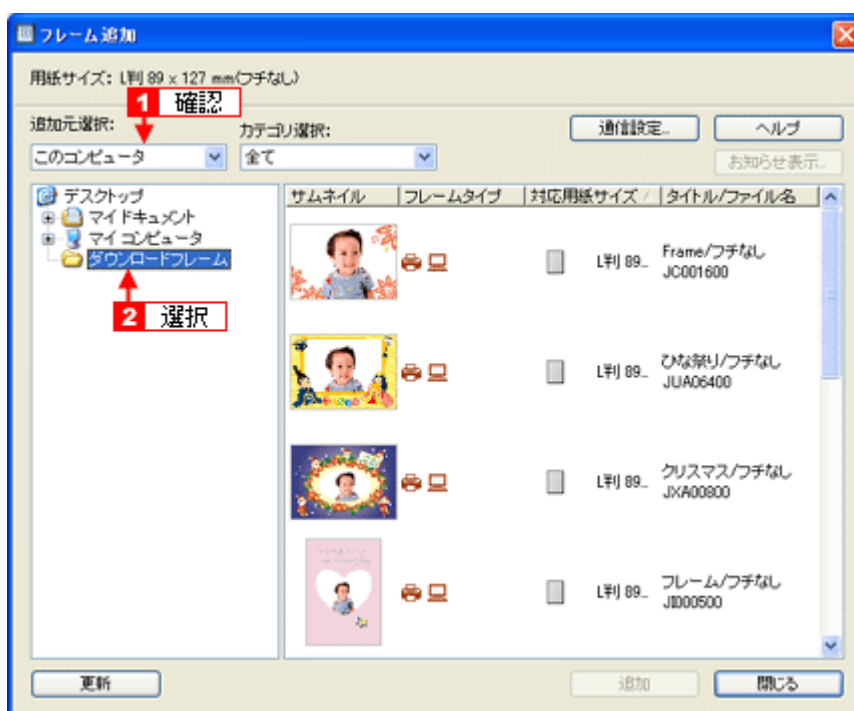 フレーム追加
用紙サイズ: L判 89 x 127 mm(フチなし)
1 確認
追加元選択:
カテゴリ選択:
通信設定...
ヘルプ
このコンピュータ
全て
お知らせ表示...
デスクトップ
マイドキュメント
マイ コンピュータ
ダウンロードフレーム
2 選択
サムネイル フレームタイプ 対応用紙サイズ タイトル/ファイル名
L判 89... Frame/フチなし
JC001600
L判 89... ひな祭り/フチなし
JUA06400
L判 89... クリスマス/フチなし
JXA00800
L判 89... フレーム/フチなし
JI000500
更新
追加
閉じる